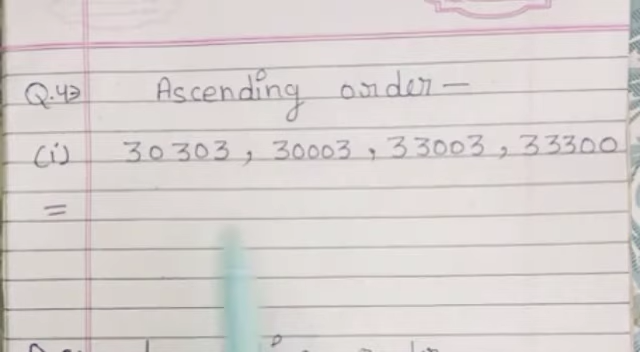 Q.4→ Ascending order—
(i) 30303, 30003, 33003, 33300
=